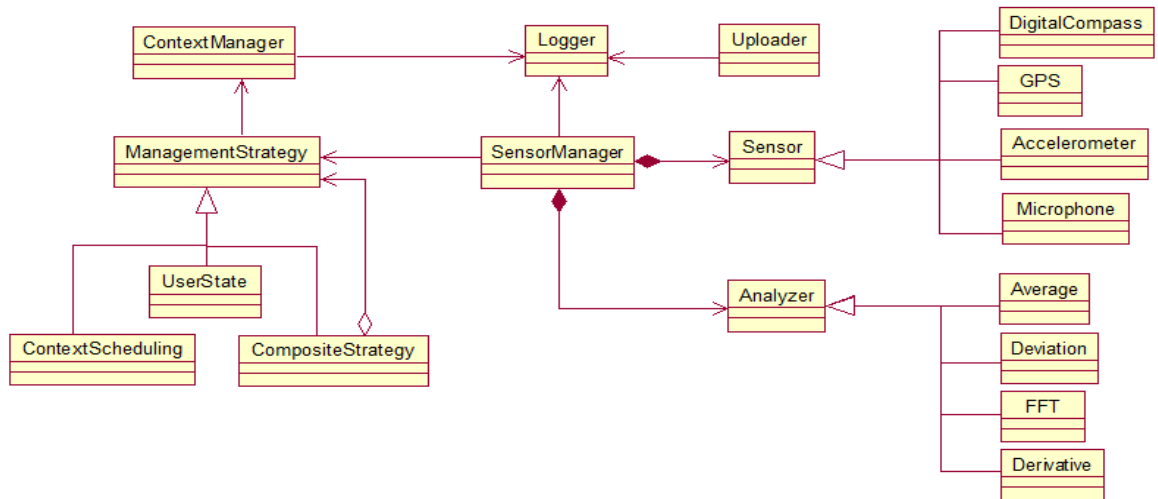 DigitalCompass
ContextManager
Logger
Uploader
GPS
ManagementStrategy
SensorManager
Sensor
Accelerometer
Microphone
UserState
Analyzer
Average
ContextScheduling
CompositeStrategy
Deviation
FFT
Derivative